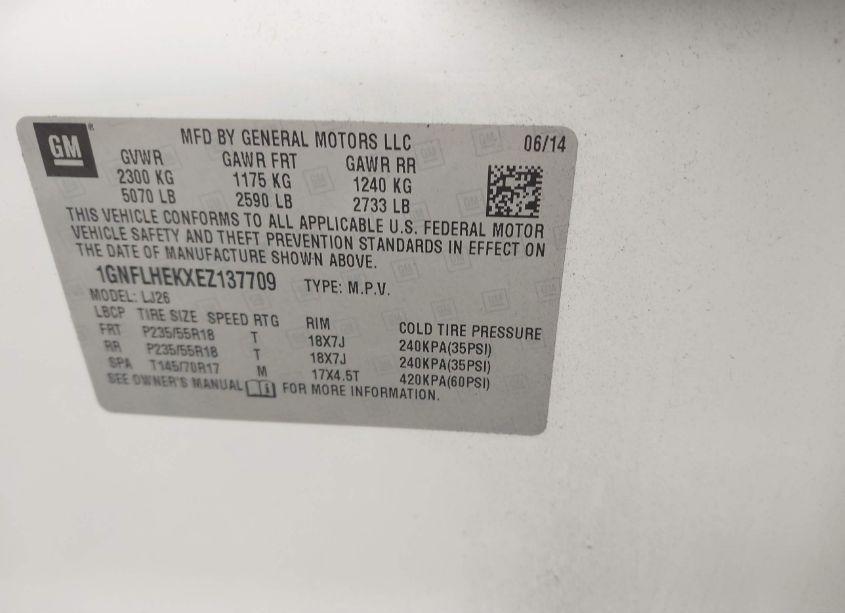 GM
MFD BY GENERAL MOTORS LLC 06/14
GVWR GAWR FRT GAWR RR
2300 KG 1175 KG 1240 KG
5070 LB 2590 LB 2733 LB
THIS VEHICLE CONFORMS TO ALL APPLICABLE U.S. FEDERAL MOTOR
VEHICLE SAFETY AND THEFT PREVENTION STANDARDS IN EFFECT ON
THE DATE OF MANUFACTURE SHOWN ABOVE.
1GNFLHEKXEZ137709 TYPE: M.P.V.
MODEL: LJ26
LBCP TIRE SIZE SPEED RTG RIM COLD TIRE PRESSURE
FRT P235/55R18 T 18X7J 240KPA(35PSI)
RR P235/55R18 T 18X7J 240KPA(35PSI)
SPA T145/70R17 M 17X4.5T 420KPA(60PSI)
SEE OWNER'S MANUAL FOR MORE INFORMATION.